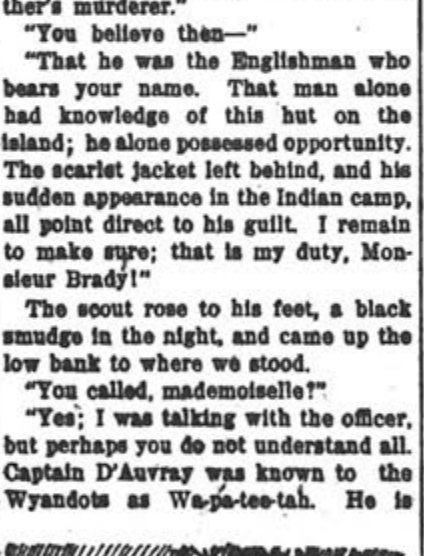 ther's murderer."
"You believe then—"
"That he was the Englishman who
bears your name. That man alone
had knowledge of this hut on the
island; he alone possessed opportunity.
The scarlet jacket left behind, and his
sudden appearance in the Indian camp,
all point direct to his guilt. I remain
to make sure; that is my duty, Mon-
sieur Brady!"
The scout rose to his feet, a black
smudge in the night, and came up the
low bank to where we stood.
"You called, mademoiselle?"
"Yes; I was talking with the officer,
but perhaps you do not understand all.
Captain D'Auvray was known to the
Wyandots as Wa-pa-tee-tah. He is